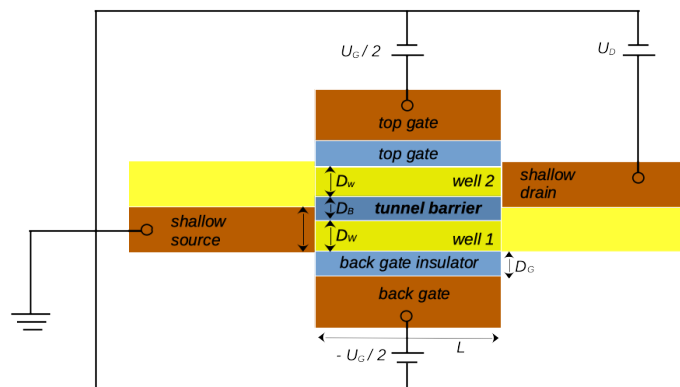 U_G / 2
U_D
top gate
top gate
D_w
well 2
shallow
drain
D_B
tunnel barrier
shallow
source
D_W
well 1
back gate insulator
D_G
back gate
L
- U_G / 2